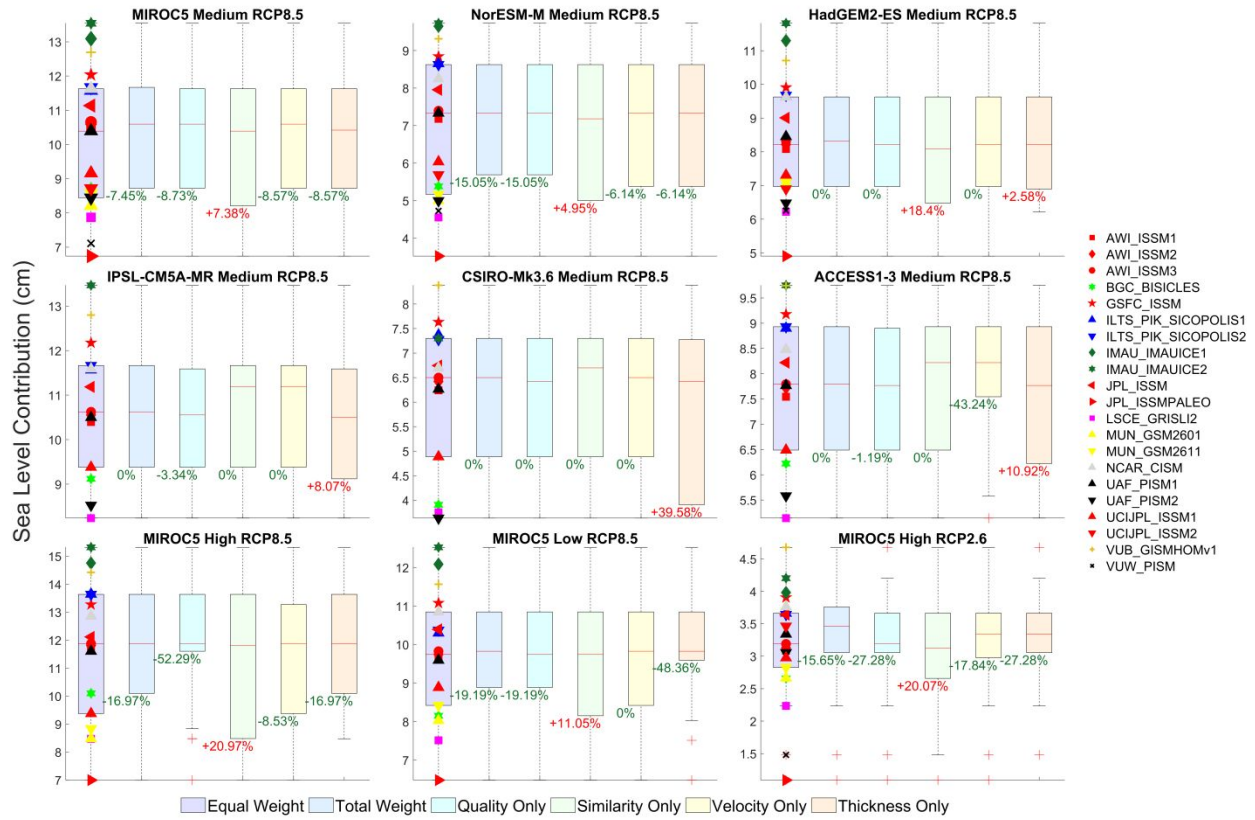 Sea Level Contribution (cm)
MIROC5 Medium RCP8.5
13
12
11
10
9
8
7
-7.45%
-8.73%
+7.38%
-8.57%
-8.57%
NorESM-M Medium RCP8.5
9
8
7
6
5
4
-15.05%
-15.05%
+4.95%
-6.14%
-6.14%
HadGEM2-ES Medium RCP8.5
11
10
9
8
7
6
5
0%
0%
+18.4%
0%
+2.58%
IPSL-CM5A-MR Medium RCP8.5
13
12
11
10
9
0%
-3.34%
0%
0%
+8.07%
CSIRO-Mk3.6 Medium RCP8.5
8
7.5
7
6.5
6
5.5
5
4.5
4
0%
0%
0%
0%
+39.58%
ACCESS1-3 Medium RCP8.5
9.5
9
8.5
8
7.5
7
6.5
6
5.5
0%
-1.19%
0%
-43.24%
+10.92%
MIROC5 High RCP8.5
15
14
13
12
11
10
9
8
7
-16.97%
-52.29%
+20.97%
-8.53%
-16.97%
MIROC5 Low RCP8.5
12
11
10
9
8
7
-19.19%
-19.19%
+11.05%
0%
-48.36%
MIROC5 High RCP2.6
4.5
4
3.5
3
2.5
2
1.5
-15.65%
-27.28%
+20.07%
-17.84%
-27.28%
AWI_ISSM1
AWI_ISSM2
AWI_ISSM3
BGC_BISICLES
GSFC_ISSM
ILTS_PIK_SICOPOLIS1
ILTS_PIK_SICOPOLIS2
IMAU_IMAUICE1
IMAU_IMAUICE2
JPL_ISSM
JPL_ISSMPALEO
LSCE_GRISLI2
MUN_GSM2601
MUN_GSM2611
NCAR_CISM
UAF_PISM1
UAF_PISM2
UCIJPL_ISSM1
UCIJPL_ISSM2
VUB_GISMHOMv1
VUW_PISM
Equal Weight
Total Weight
Quality Only
Similarity Only
Velocity Only
Thickness Only